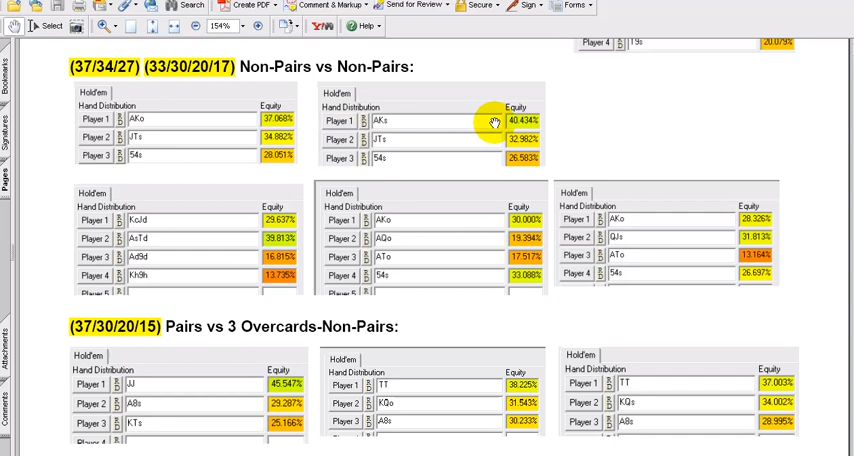 Search Create PDF Comment & Markup Send for Review Secure Sign Forms
Select 154% Y! Help
Player 4 T9s 20.079%
Bookmarks
Signatures
Pages
Attachments
Comments
(37/34/27) (33/30/20/17) Non-Pairs vs Non-Pairs:
Hold'em
Hand Distribution Equity
Player 1 AKo 37.068%
Player 2 JTs 34.882%
Player 3 54s 28.051%
Hold'em
Hand Distribution Equity
Player 1 AKs 40.434%
Player 2 JTs 32.982%
Player 3 54s 26.583%
Hold'em
Hand Distribution Equity
Player 1 KcJd 29.637%
Player 2 AsTd 39.813%
Player 3 Ad9d 16.815%
Player 4 Kh9h 13.735%
Player 5
Hold'em
Hand Distribution Equity
Player 1 AKo 30.000%
Player 2 AQo 19.394%
Player 3 ATo 17.517%
Player 4 54s 33.088%
Hold'em
Hand Distribution Equity
Player 1 AKo 28.326%
Player 2 QJs 31.813%
Player 3 ATo 13.164%
Player 4 54s 26.697%
(37/30/20/15) Pairs vs 3 Overcards-Non-Pairs:
Hold'em
Hand Distribution Equity
Player 1 JJ 45.547%
Player 2 A8s 29.287%
Player 3 KTs 25.166%
Player 4
Hold'em
Hand Distribution Equity
Player 1 TT 38.225%
Player 2 KQo 31.543%
Player 3 A8s 30.233%
Hold'em
Hand Distribution Equity
Player 1 TT 37.003%
Player 2 KQs 34.002%
Player 3 A8s 28.995%